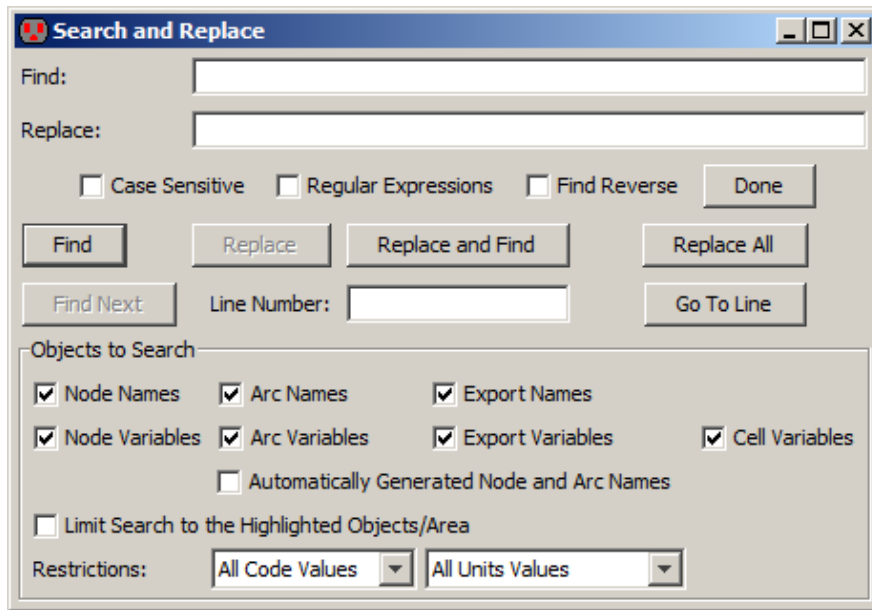 Search and Replace
Find:
Replace:
Case Sensitive Regular Expressions Find Reverse Done
Find Replace Replace and Find Replace All
Find Next Line Number: Go To Line
Objects to Search
Node Names Arc Names Export Names
Node Variables Arc Variables Export Variables Cell Variables
Automatically Generated Node and Arc Names
Limit Search to the Highlighted Objects/Area
Restrictions: All Code Values All Units Values